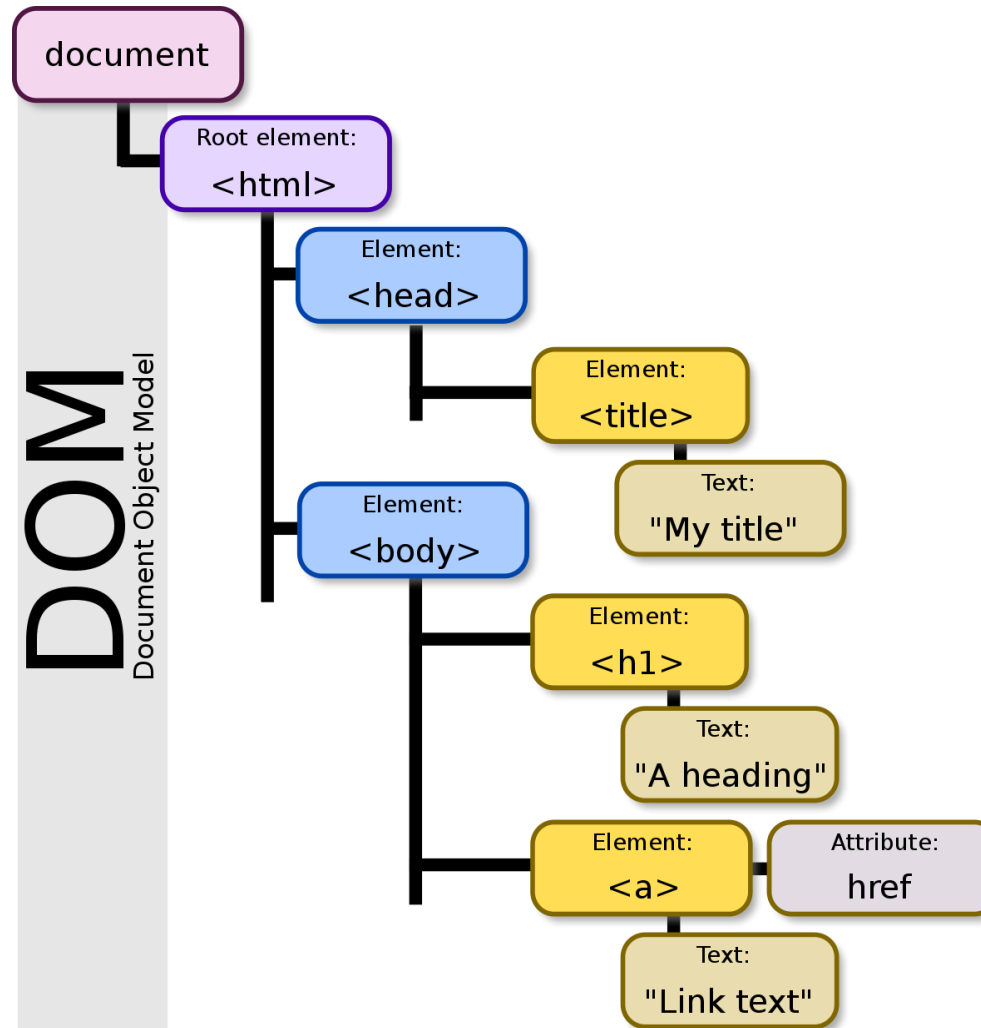 document
Root element:
<html>
Element:
<head>
Element:
<title>
Text:
"My title"
Element:
<body>
Element:
<h1>
Text:
"A heading"
Element:
<a>
Attribute:
href
Text:
"Link text"
DOM
Document Object Model